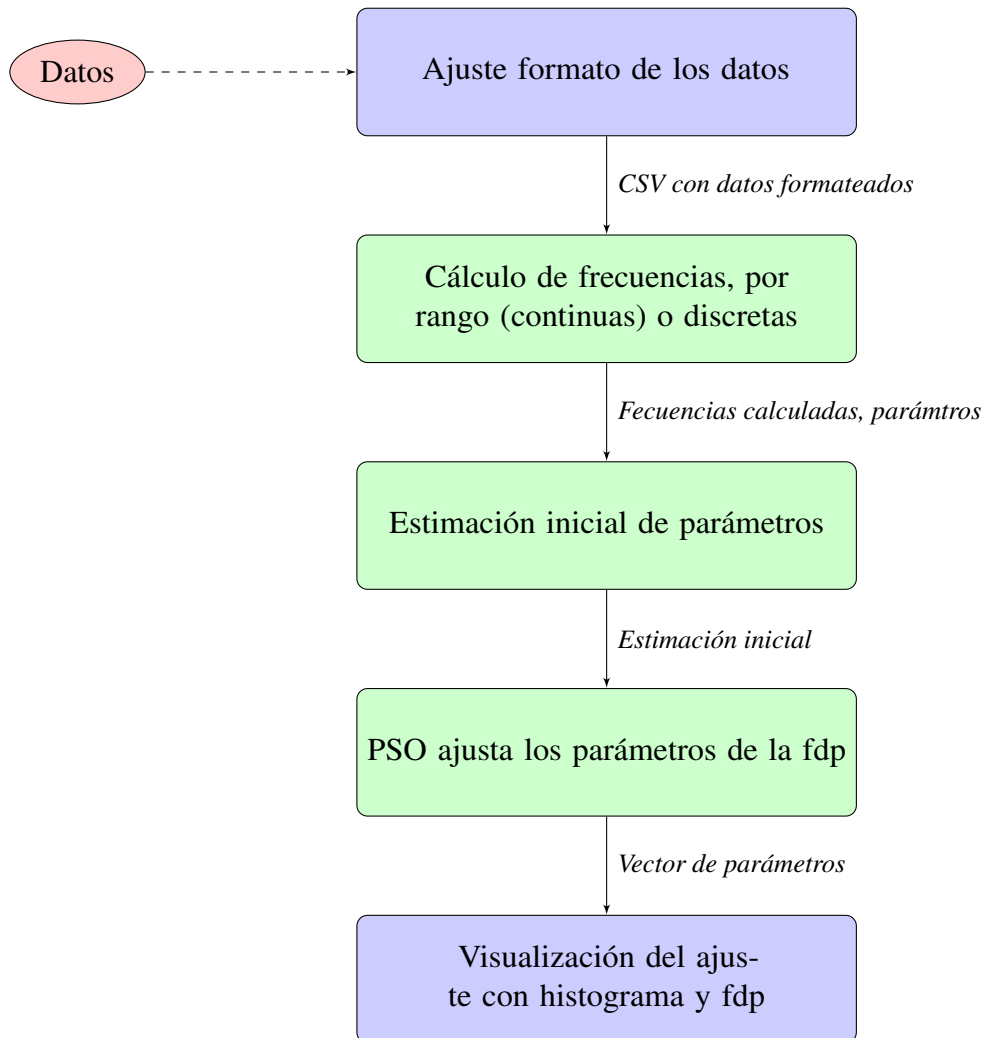 Datos
Ajuste formato de los datos
CSV con datos formateados
Cálculo de frecuencias, por
rango (continuas) o discretas
Fecuencias calculadas, parámtros
Estimación inicial de parámetros
Estimación inicial
PSO ajusta los parámetros de la fdp
Vector de parámetros
Visualización del ajus-
te con histograma y fdp